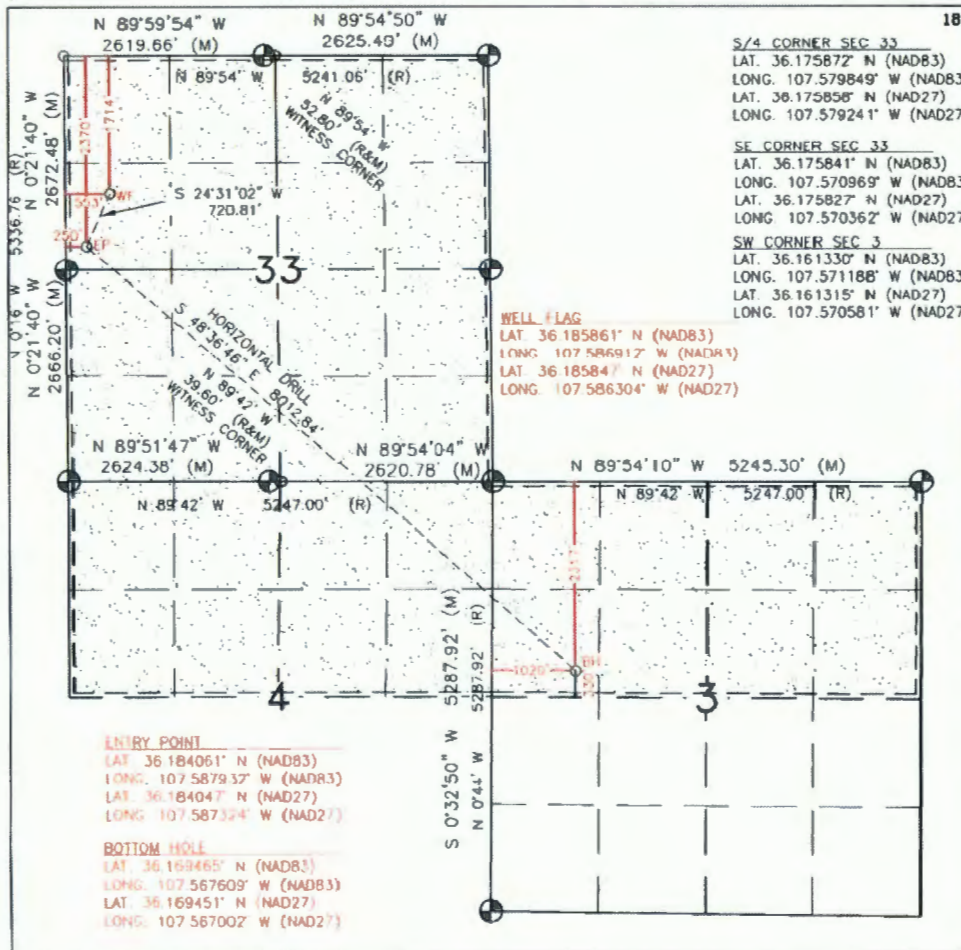 18
N 89°59'54" W
2619.66' (M)
N 89°54'50" W
2625.49' (M)
N 89°54' W 5241.06' (R)
N 89°54' W
52.80' (R&M)
WITNESS CORNER
5336.76 (R)
N 0°21'40" W
2672.48' (M)
2370'
1714'
553'
WF
S 24°31'02" W
720.81'
250'
EP
33
N 0°16' W
N 0°21'40" W
2666.20' (M)
HORIZONTAL DRILL
S 48°36'46" E 8012.84'
N 89°42' W
39.60' (R&M)
WITNESS CORNER
N 89°51'47" W
2624.38' (M)
N 89°54'04" W
2620.78' (M)
N 89°42' W 5247.00' (R)
N 89°54'10" W 5245.30' (M)
N 89°42' W 5247.00' (R)
2317'
BH
330'
4
3
S 0°32'50" W 5287.92' (M)
N 0°44' W 5287.92' (R)
S/4 CORNER SEC 33
LAT. 36.175872° N (NAD83)
LONG. 107.579849° W (NAD83)
LAT. 36.175858° N (NAD27)
LONG. 107.579241° W (NAD27)
SE CORNER SEC 33
LAT. 36.175841° N (NAD83)
LONG. 107.570969° W (NAD83)
LAT. 36.175827° N (NAD27)
LONG. 107.570362° W (NAD27)
SW CORNER SEC 3
LAT. 36.161330° N (NAD83)
LONG. 107.571188° W (NAD83)
LAT. 36.161315° N (NAD27)
LONG. 107.570581° W (NAD27)
WELL FLAG
LAT. 36.185861° N (NAD83)
LONG. 107.586912° W (NAD83)
LAT. 36.185847° N (NAD27)
LONG. 107.586304° W (NAD27)
ENTRY POINT
LAT 36.184061° N (NAD83)
LONG. 107.587932° W (NAD83)
LAT. 36.184047° N (NAD27)
LONG 107.587324° W (NAD27)
BOTTOM HOLE
LAT. 36.169465° N (NAD83)
LONG. 107.567609° W (NAD83)
LAT. 36.169451° N (NAD27)
LONG. 107.567002° W (NAD27)